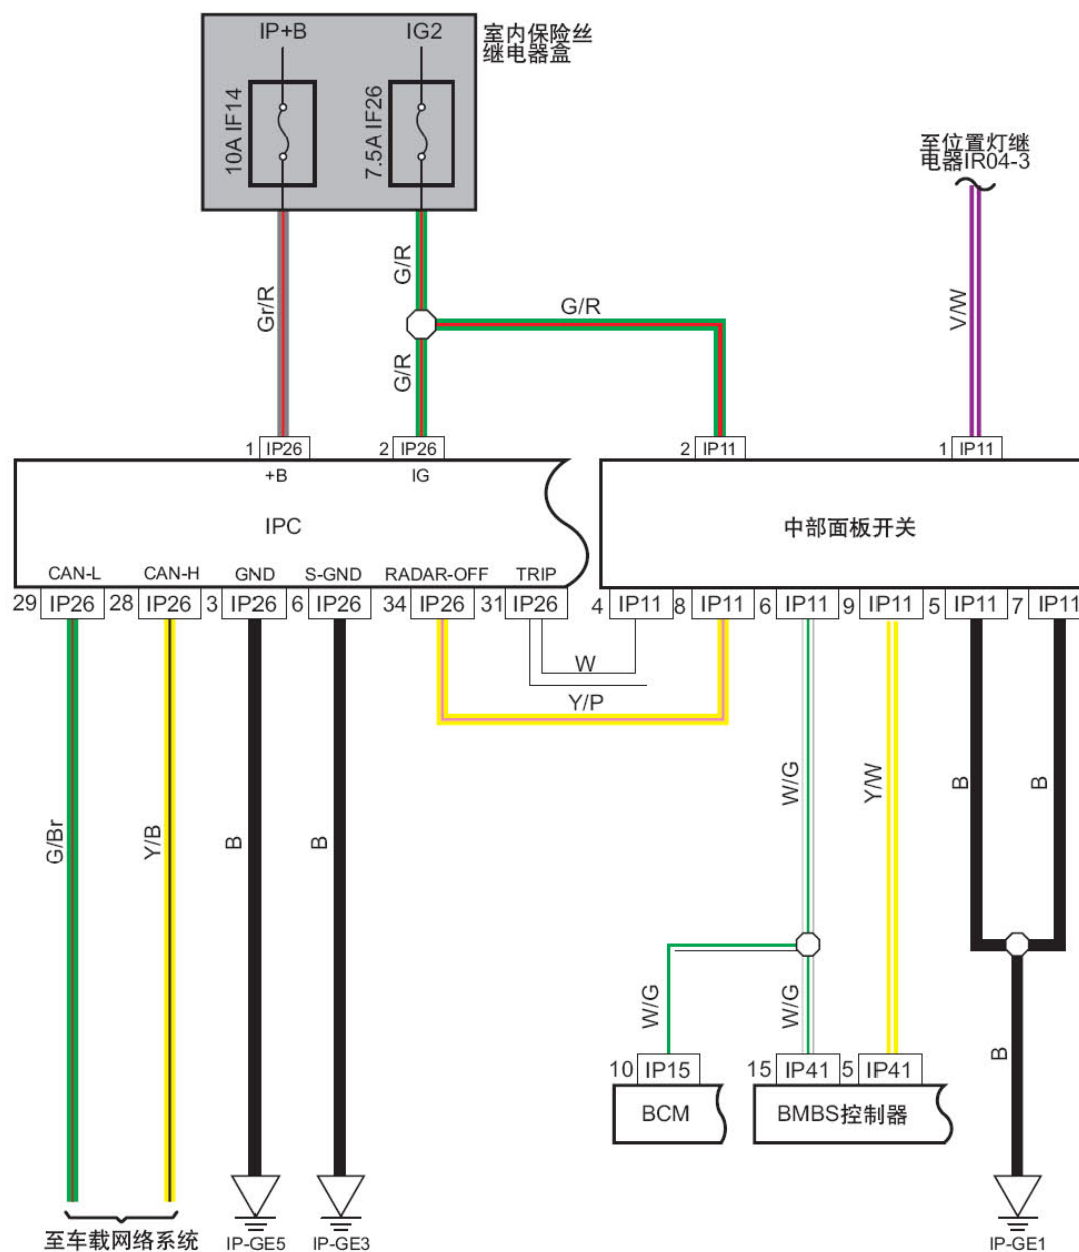 IP+B
IG2
室内保险丝
继电器盒
10A IF14
7.5A IF26
至位置灯继
电器IR04-3
Gr/R
G/R
G/R
G/R
V/W
1 IP26
2 IP26
2 IP11
1 IP11
+B
IG
IPC
中部面板开关
CAN-L
CAN-H
GND
S-GND
RADAR-OFF
TRIP
29 IP26
28 IP26
3 IP26
6 IP26
34 IP26
31 IP26
4 IP11
8 IP11
6 IP11
9 IP11
5 IP11
7 IP11
W
Y/P
G/Br
Y/B
B
B
W/G
Y/W
B
B
W/G
W/G
B
10 IP15
15 IP41
5 IP41
BCM
BMBS控制器
至车载网络系统
IP-GE5
IP-GE3
IP-GE1